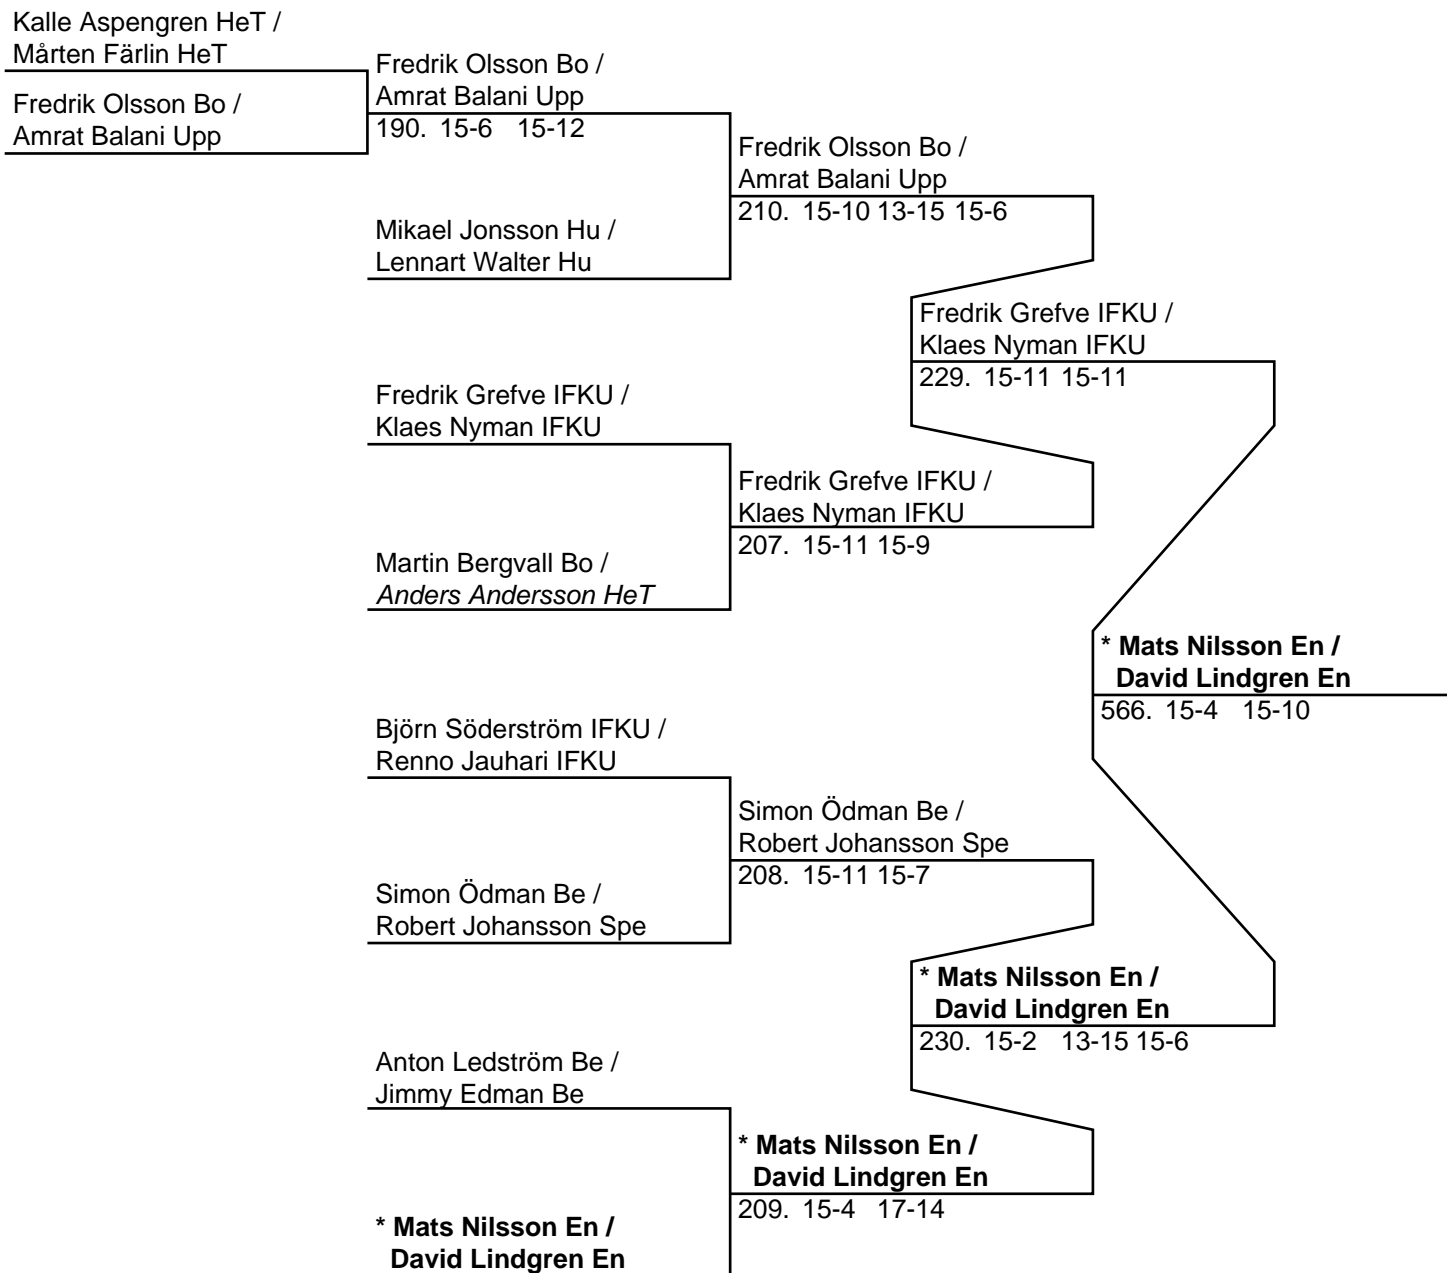 Kalle Aspengren HeT /
Mårten Färlin HeT
Fredrik Olsson Bo /
Amrat Balani Upp
Fredrik Olsson Bo /
Amrat Balani Upp
190. 15-6 15-12
Mikael Jonsson Hu /
Lennart Walter Hu
Fredrik Olsson Bo /
Amrat Balani Upp
210. 15-10 13-15 15-6
Fredrik Grefve IFKU /
Klaes Nyman IFKU
229. 15-11 15-11
Fredrik Grefve IFKU /
Klaes Nyman IFKU
Fredrik Grefve IFKU /
Klaes Nyman IFKU
207. 15-11 15-9
Martin Bergvall Bo /
Anders Andersson HeT
* Mats Nilsson En /
David Lindgren En
566. 15-4 15-10
Björn Söderström IFKU /
Renno Jauhari IFKU
Simon Ödman Be /
Robert Johansson Spe
208. 15-11 15-7
Simon Ödman Be /
Robert Johansson Spe
* Mats Nilsson En /
David Lindgren En
230. 15-2 13-15 15-6
Anton Ledström Be /
Jimmy Edman Be
* Mats Nilsson En /
David Lindgren En
209. 15-4 17-14
* Mats Nilsson En /
David Lindgren En